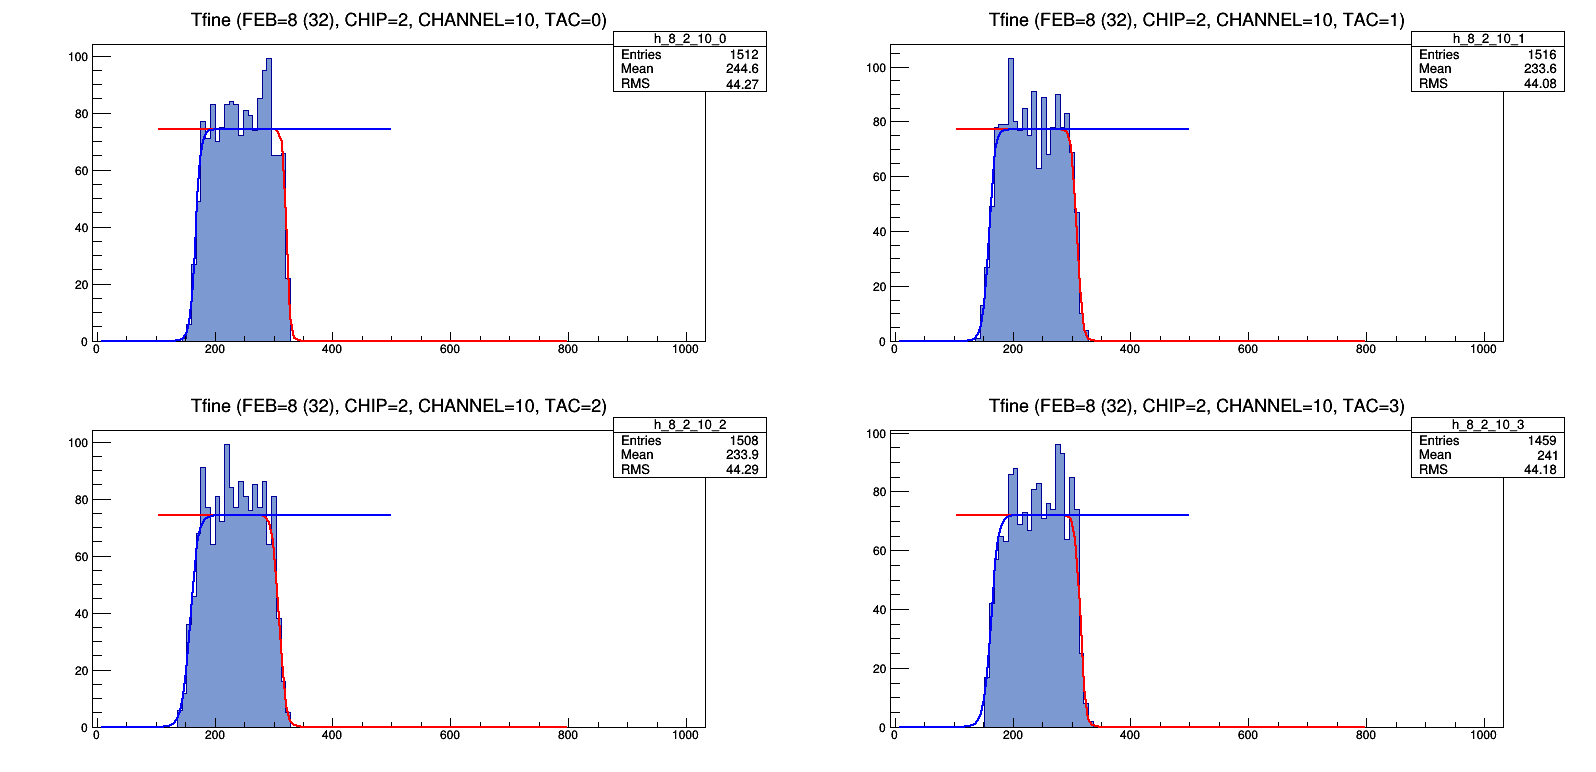 Tfine (FEB=8 (32), CHIP=2, CHANNEL=10, TAC=0)
h_8_2_10_0
Entries 1512
Mean 244.6
RMS 44.27
100
80
60
40
20
0
0 200 400 600 800 1000
Tfine (FEB=8 (32), CHIP=2, CHANNEL=10, TAC=1)
h_8_2_10_1
Entries 1516
Mean 233.6
RMS 44.08
100
80
60
40
20
0
0 200 400 600 800 1000
Tfine (FEB=8 (32), CHIP=2, CHANNEL=10, TAC=2)
h_8_2_10_2
Entries 1508
Mean 233.9
RMS 44.29
100
80
60
40
20
0
0 200 400 600 800 1000
Tfine (FEB=8 (32), CHIP=2, CHANNEL=10, TAC=3)
h_8_2_10_3
Entries 1459
Mean 241
RMS 44.18
100
80
60
40
20
0
0 200 400 600 800 1000